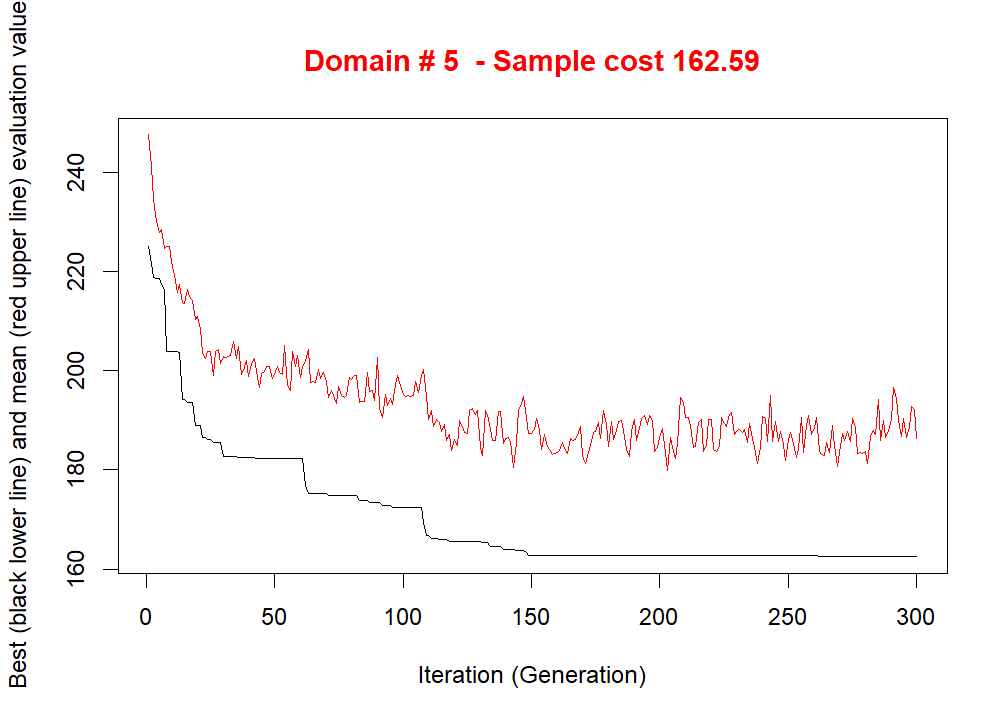 Domain # 5  - Sample cost 162.59
Best (black lower line) and mean (red upper line) evaluation value
240
220
200
180
160
0 50 100 150 200 250 300
Iteration (Generation)